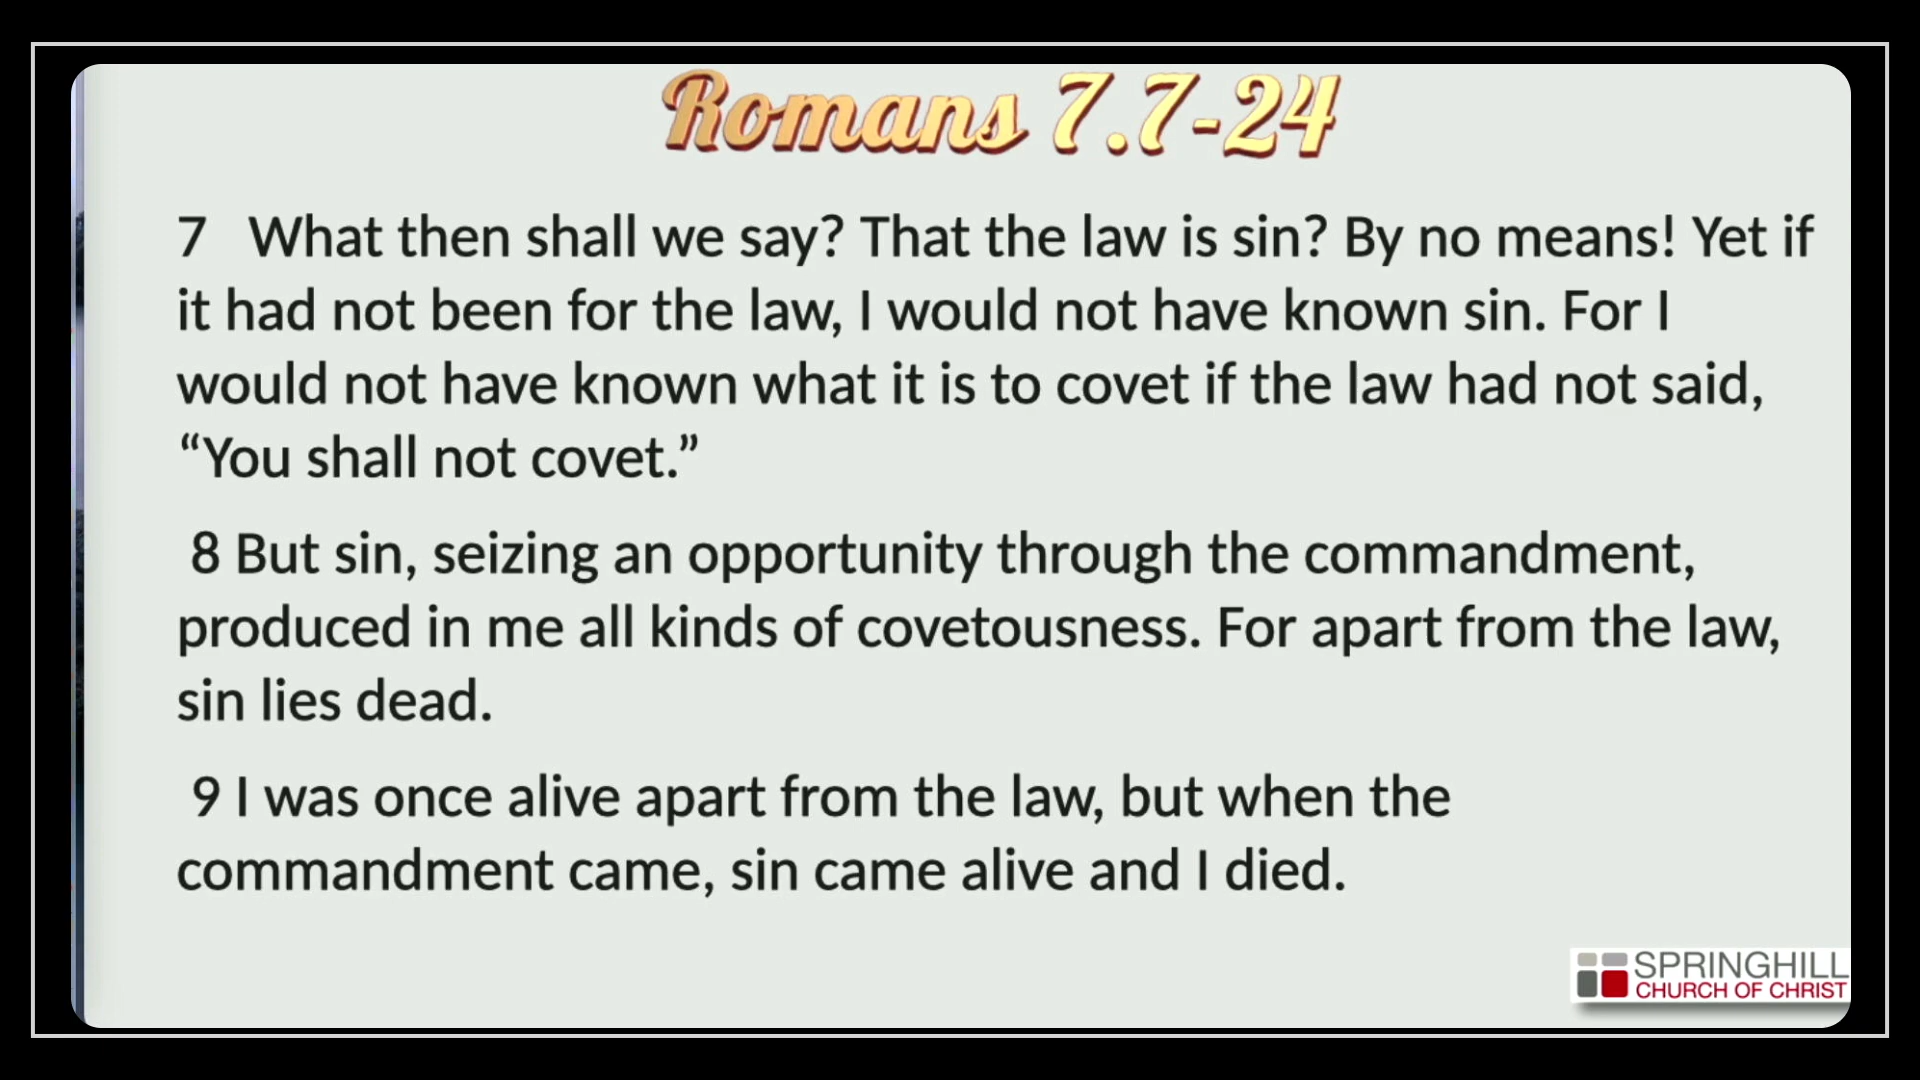 Romans 7.7-24
7 What then shall we say? That the law is sin? By no means! Yet if
it had not been for the law, I would not have known sin. For I
would not have known what it is to covet if the law had not said,
“You shall not covet.”
8 But sin, seizing an opportunity through the commandment,
produced in me all kinds of covetousness. For apart from the law,
sin lies dead.
9 I was once alive apart from the law, but when the
commandment came, sin came alive and I died.
SPRINGHILL
CHURCH OF CHRIST